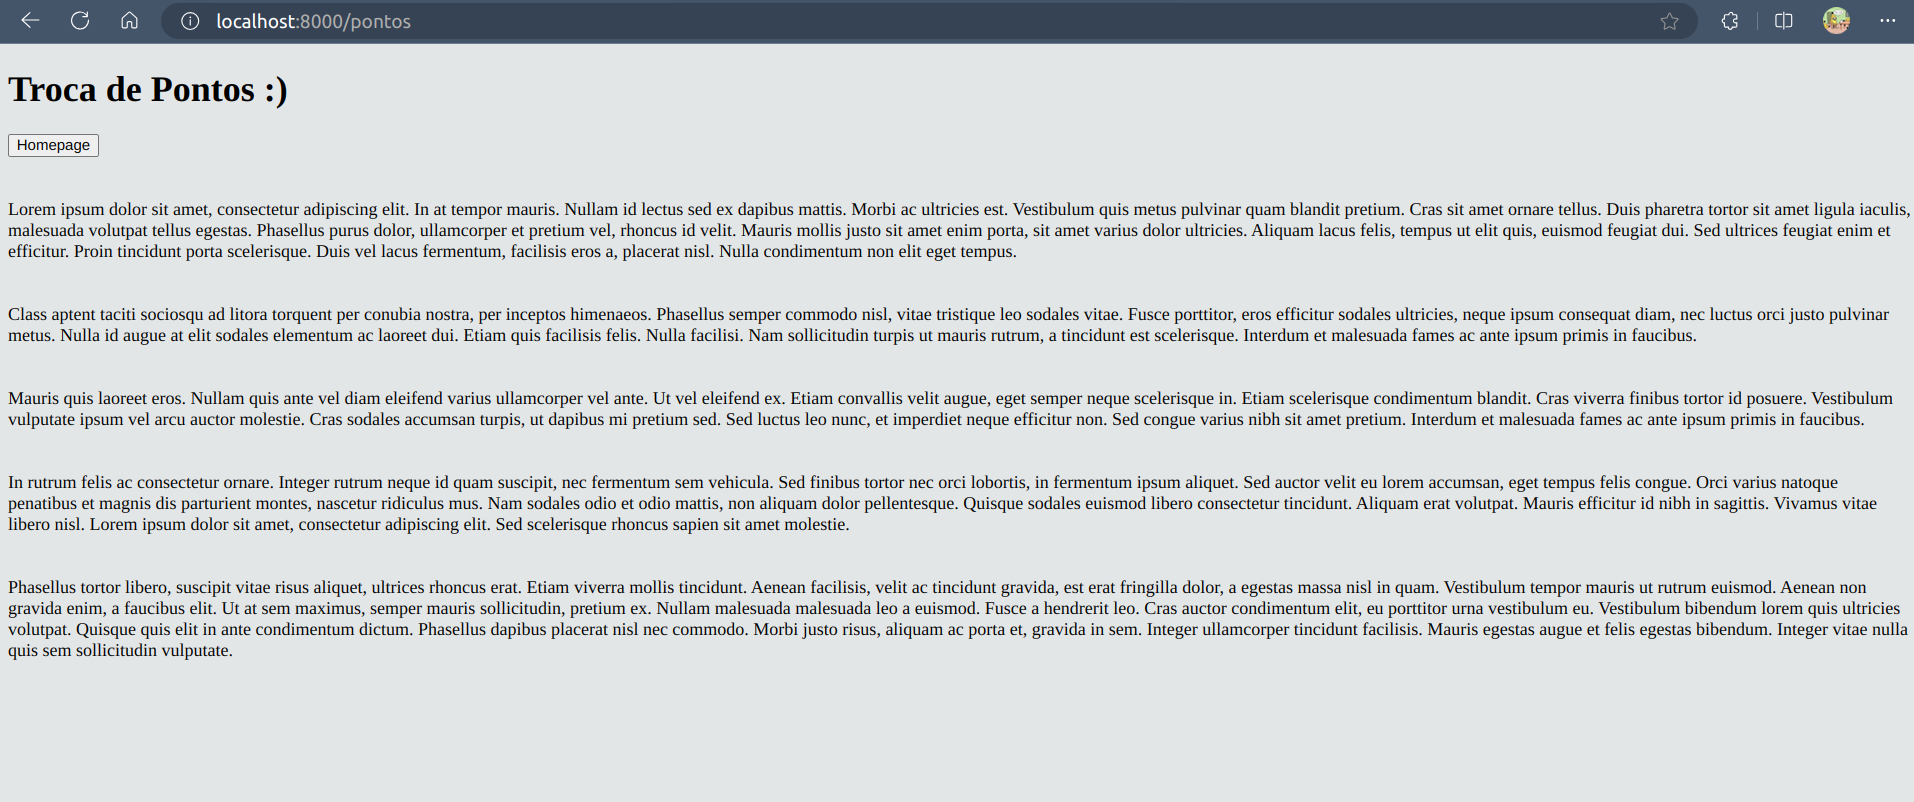 localhost:8000/pontos
Troca de Pontos :)
Homepage
Lorem ipsum dolor sit amet, consectetur adipiscing elit. In at tempor mauris. Nullam id lectus sed ex dapibus mattis. Morbi ac ultricies est. Vestibulum quis metus pulvinar quam blandit pretium. Cras sit amet ornare tellus. Duis pharetra tortor sit amet ligula iaculis,
malesuada volutpat tellus egestas. Phasellus purus dolor, ullamcorper et pretium vel, rhoncus id velit. Mauris mollis justo sit amet enim porta, sit amet varius dolor ultricies. Aliquam lacus felis, tempus ut elit quis, euismod feugiat dui. Sed ultrices feugiat enim et
efficitur. Proin tincidunt porta scelerisque. Duis vel lacus fermentum, facilisis eros a, placerat nisl. Nulla condimentum non elit eget tempus.
Class aptent taciti sociosqu ad litora torquent per conubia nostra, per inceptos himenaeos. Phasellus semper commodo nisl, vitae tristique leo sodales vitae. Fusce porttitor, eros efficitur sodales ultricies, neque ipsum consequat diam, nec luctus orci justo pulvinar
metus. Nulla id augue at elit sodales elementum ac laoreet dui. Etiam quis facilisis felis. Nulla facilisi. Nam sollicitudin turpis ut mauris rutrum, a tincidunt est scelerisque. Interdum et malesuada fames ac ante ipsum primis in faucibus.
Mauris quis laoreet eros. Nullam quis ante vel diam eleifend varius ullamcorper vel ante. Ut vel eleifend ex. Etiam convallis velit augue, eget semper neque scelerisque in. Etiam scelerisque condimentum blandit. Cras viverra finibus tortor id posuere. Vestibulum
vulputate ipsum vel arcu auctor molestie. Cras sodales accumsan turpis, ut dapibus mi pretium sed. Sed luctus leo nunc, et imperdiet neque efficitur non. Sed congue varius nibh sit amet pretium. Interdum et malesuada fames ac ante ipsum primis in faucibus.
In rutrum felis ac consectetur ornare. Integer rutrum neque id quam suscipit, nec fermentum sem vehicula. Sed finibus tortor nec orci lobortis, in fermentum ipsum aliquet. Sed auctor velit eu lorem accumsan, eget tempus felis congue. Orci varius natoque
penatibus et magnis dis parturient montes, nascetur ridiculus mus. Nam sodales odio et odio mattis, non aliquam dolor pellentesque. Quisque sodales euismod libero consectetur tincidunt. Aliquam erat volutpat. Mauris efficitur id nibh in sagittis. Vivamus vitae
libero nisl. Lorem ipsum dolor sit amet, consectetur adipiscing elit. Sed scelerisque rhoncus sapien sit amet molestie.
Phasellus tortor libero, suscipit vitae risus aliquet, ultrices rhoncus erat. Etiam viverra mollis tincidunt. Aenean facilisis, velit ac tincidunt gravida, est erat fringilla dolor, a egestas massa nisl in quam. Vestibulum tempor mauris ut rutrum euismod. Aenean non
gravida enim, a faucibus elit. Ut at sem maximus, semper mauris sollicitudin, pretium ex. Nullam malesuada malesuada leo a euismod. Fusce a hendrerit leo. Cras auctor condimentum elit, eu porttitor urna vestibulum eu. Vestibulum bibendum lorem quis ultricies
volutpat. Quisque quis elit in ante condimentum dictum. Phasellus dapibus placerat nisl nec commodo. Morbi justo risus, aliquam ac porta et, gravida in sem. Integer ullamcorper tincidunt facilisis. Mauris egestas augue et felis egestas bibendum. Integer vitae nulla
quis sem sollicitudin vulputate.